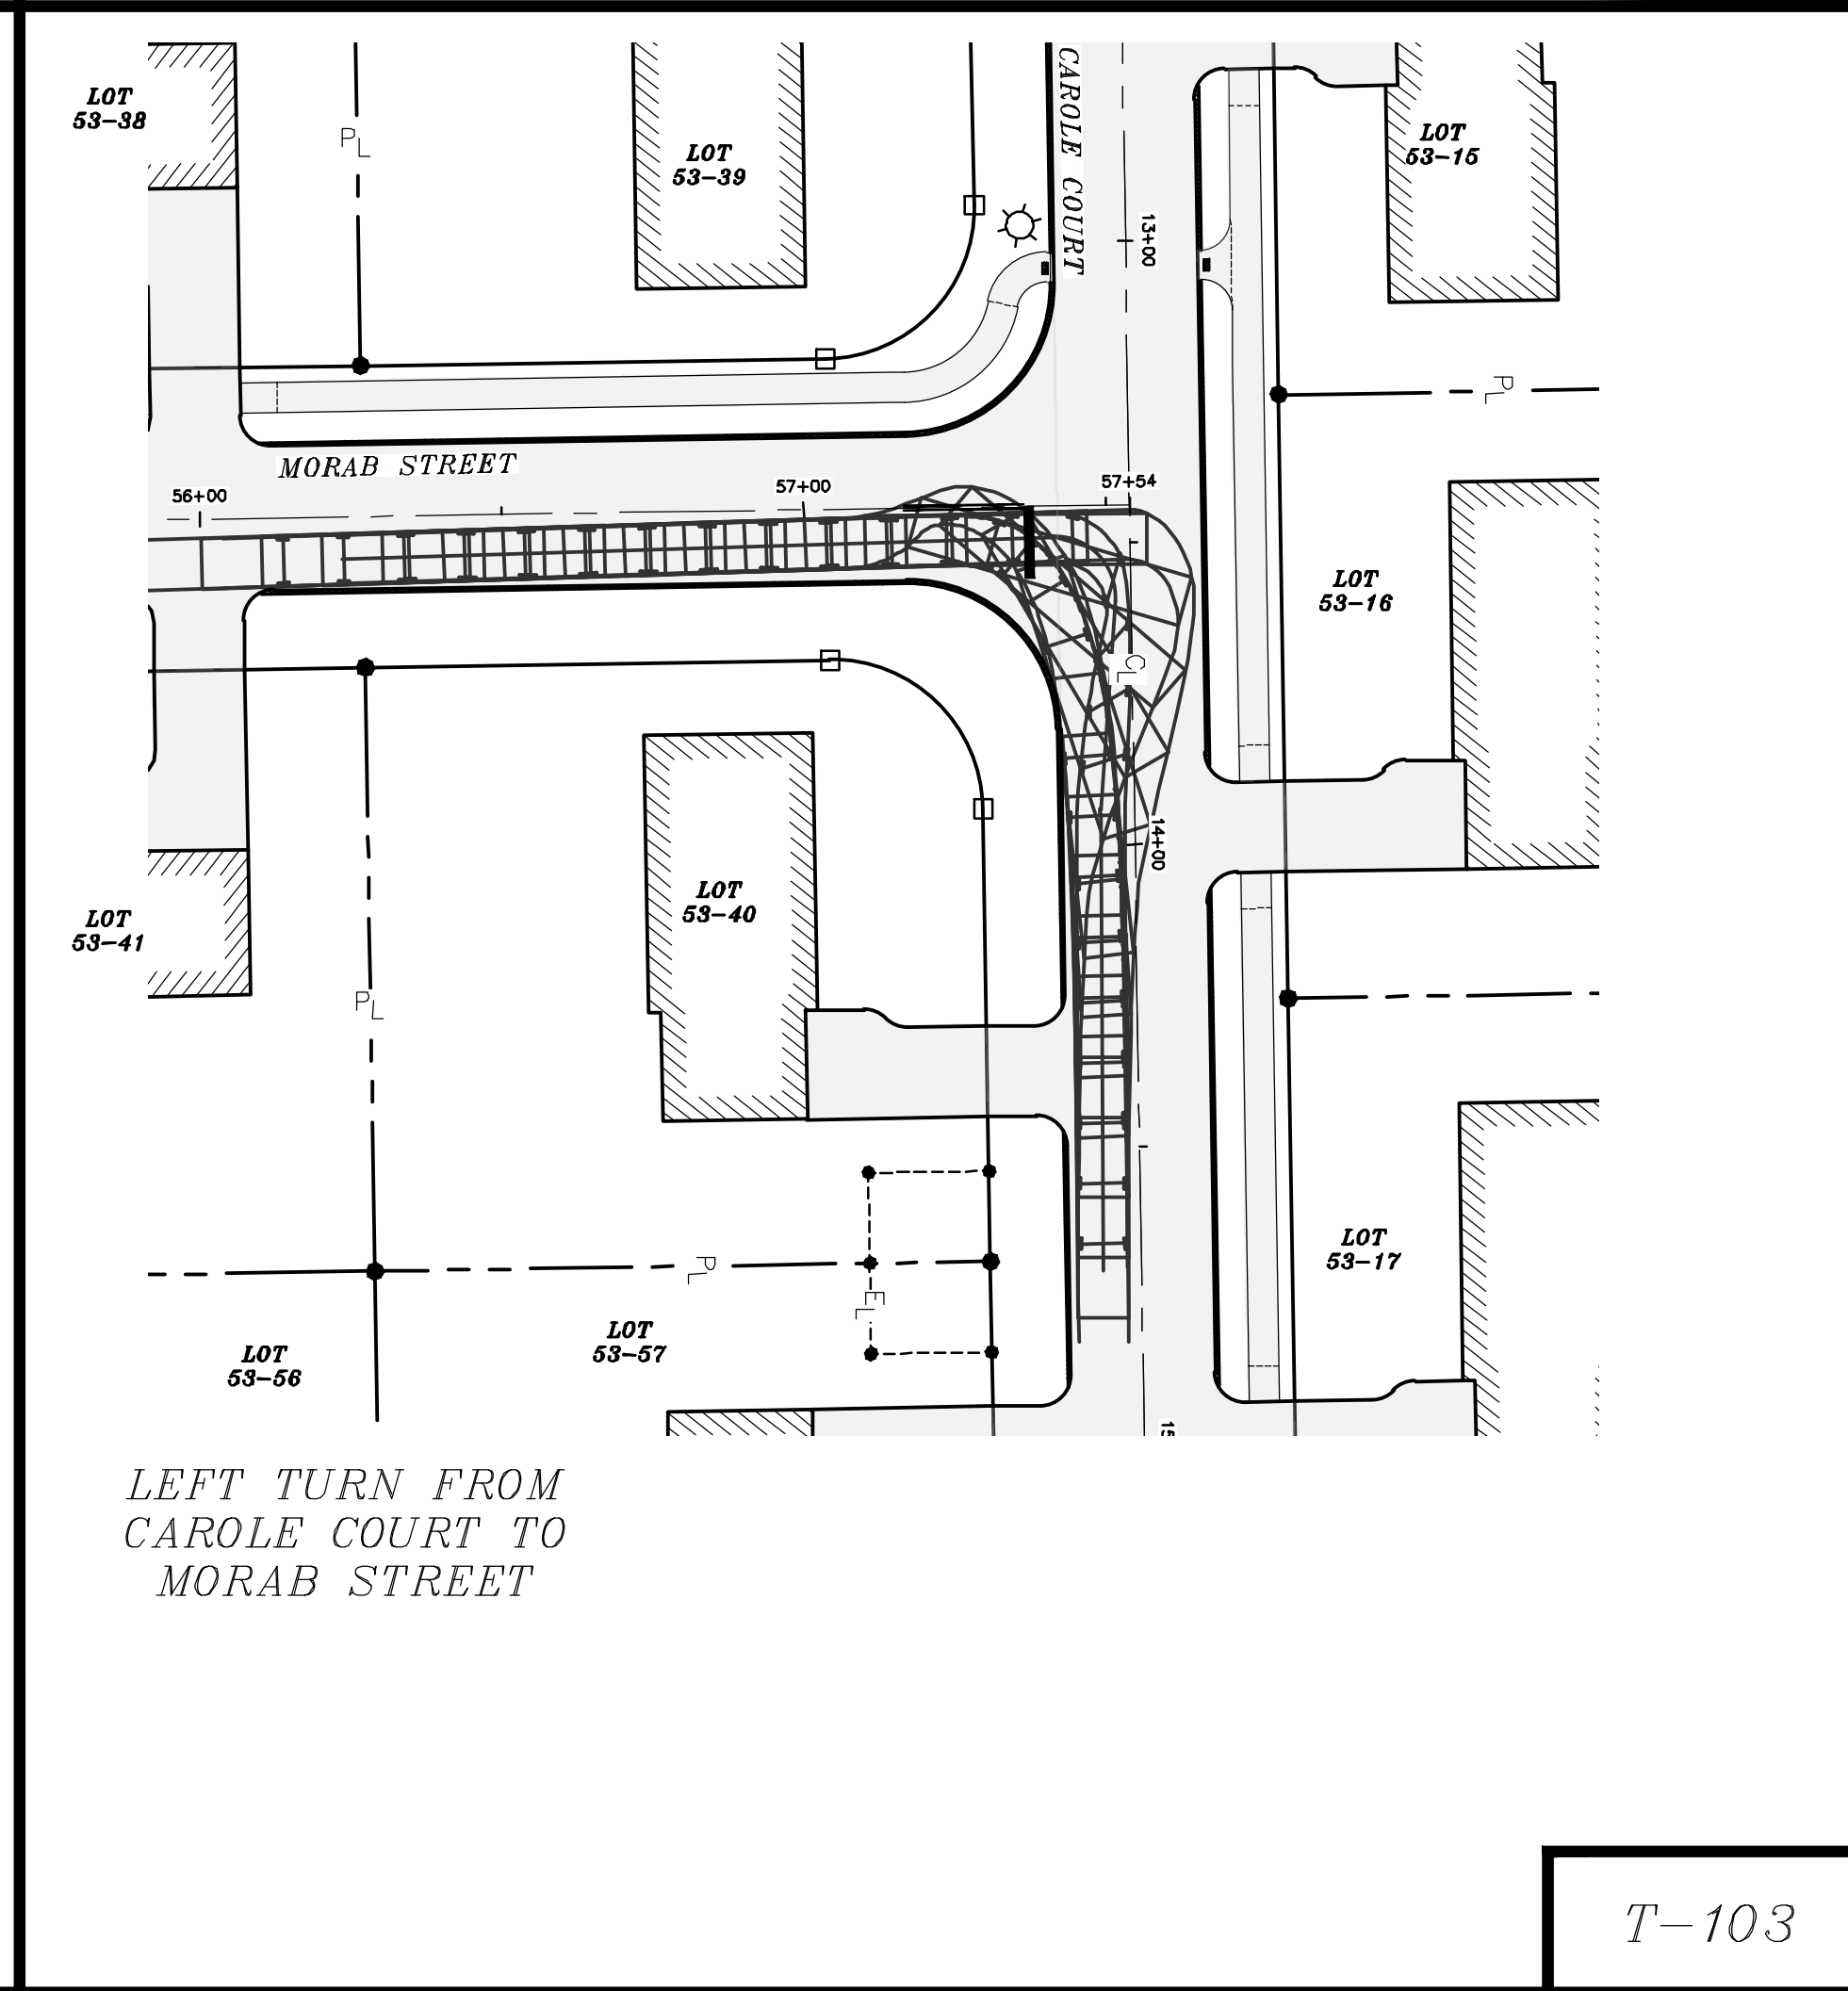 LOT
53-38
PL
LOT
53-39
CAROLE COURT
13+00
LOT
53-15
PL
MORAB STREET
56+00
57+00
57+54
LOT
53-16
CL
14+00
LOT
53-40
LOT
53-41
PL
PL
EL
LOT
53-17
LOT
53-57
LOT
53-56
15
LEFT TURN FROM
CAROLE COURT TO
MORAB STREET
T-103